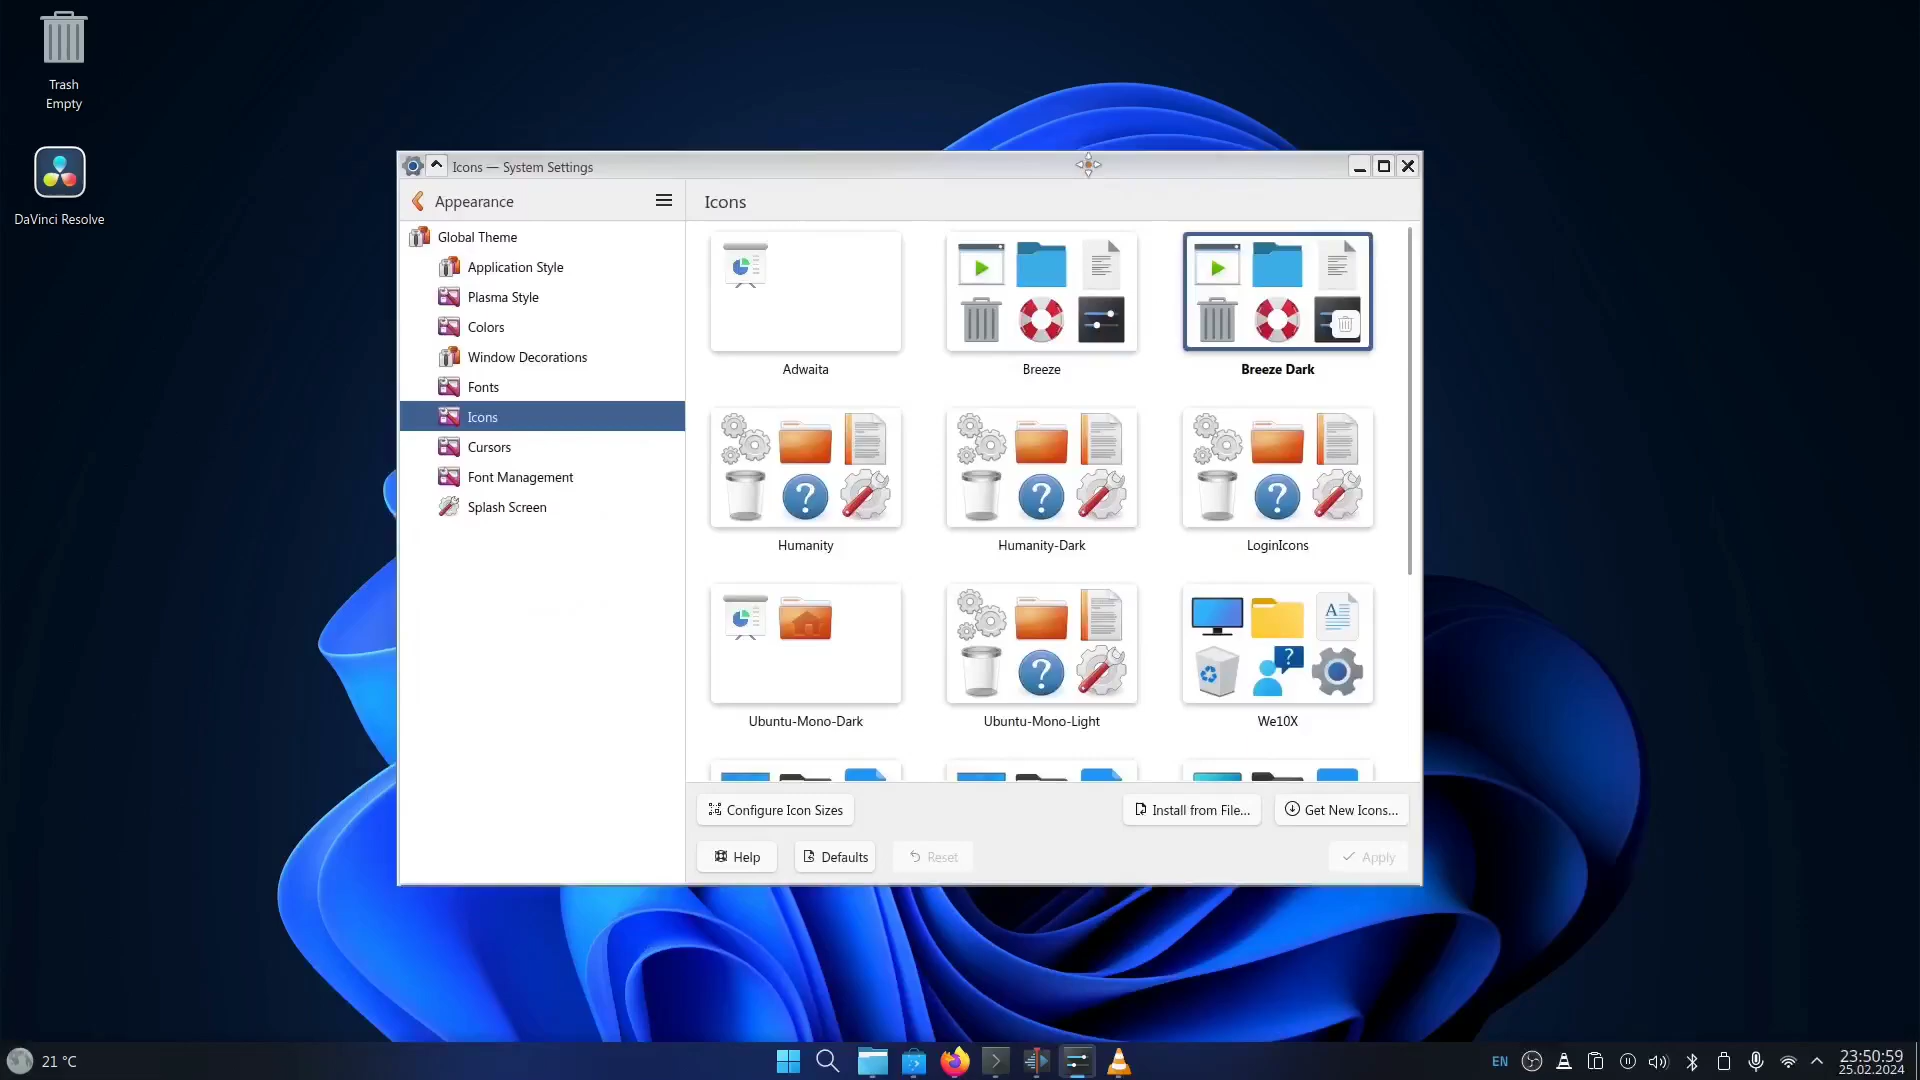 Trash
Empty
DaVinci Resolve
Icons — System Settings
Appearance
Icons
Global Theme
Application Style
Plasma Style
Colors
Window Decorations
Fonts
Icons
Cursors
Font Management
Splash Screen
Adwaita
Breeze
Breeze Dark
Humanity
Humanity-Dark
LoginIcons
Ubuntu-Mono-Dark
Ubuntu-Mono-Light
We10X
Configure Icon Sizes
Install from File...
Get New Icons...
Help
Defaults
Reset
Apply
21 °C
EN
23:50:59
25.02.2024